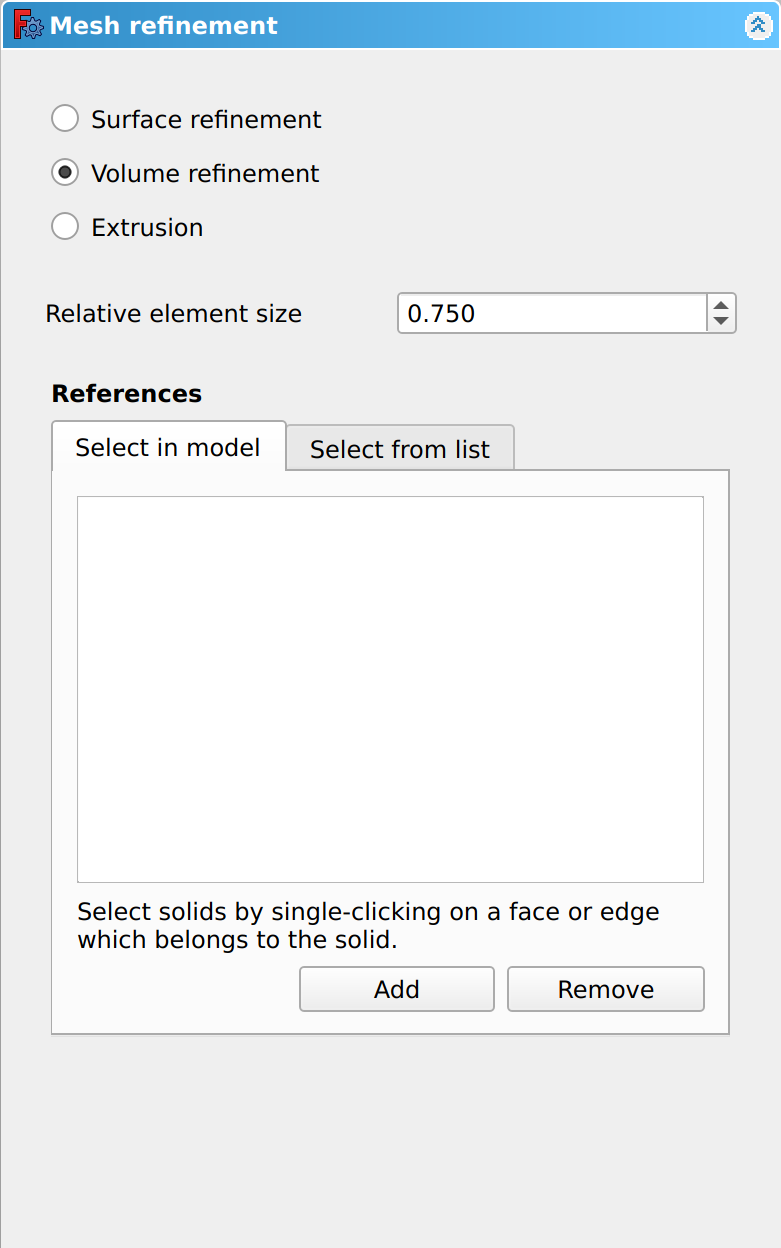 Mesh refinement
Surface refinement
Volume refinement
Extrusion
Relative element size 0.750
References
Select in model Select from list
Select solids by single-clicking on a face or edge
which belongs to the solid.
Add Remove